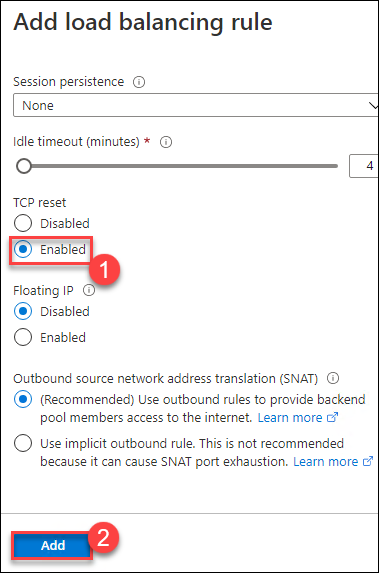 Add load balancing rule
Session persistence
None
Idle timeout (minutes) *
4
TCP reset
Disabled
Enabled
1
Floating IP
Disabled
Enabled
Outbound source network address translation (SNAT)
(Recommended) Use outbound rules to provide backend
pool members access to the internet. Learn more
Use implicit outbound rule. This is not recommended
because it can cause SNAT port exhaustion. Learn more
Add
2